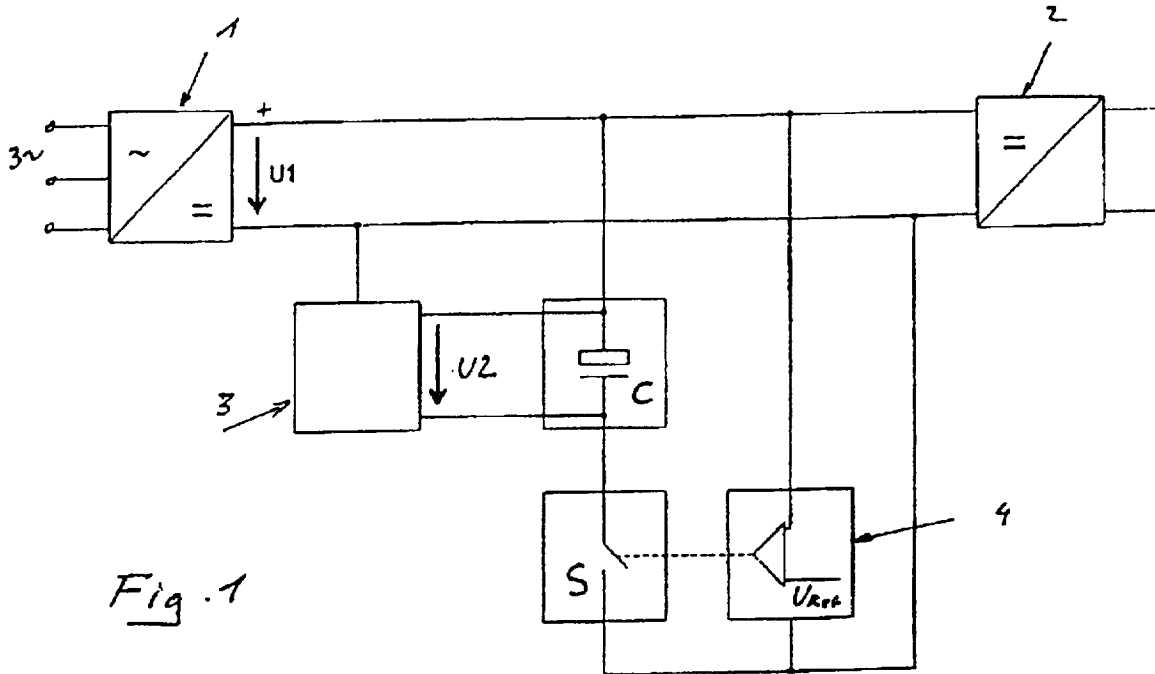 1
2
+
3~
~
=
U1
=
U2
3
C
4
S
URef
Fig. 1